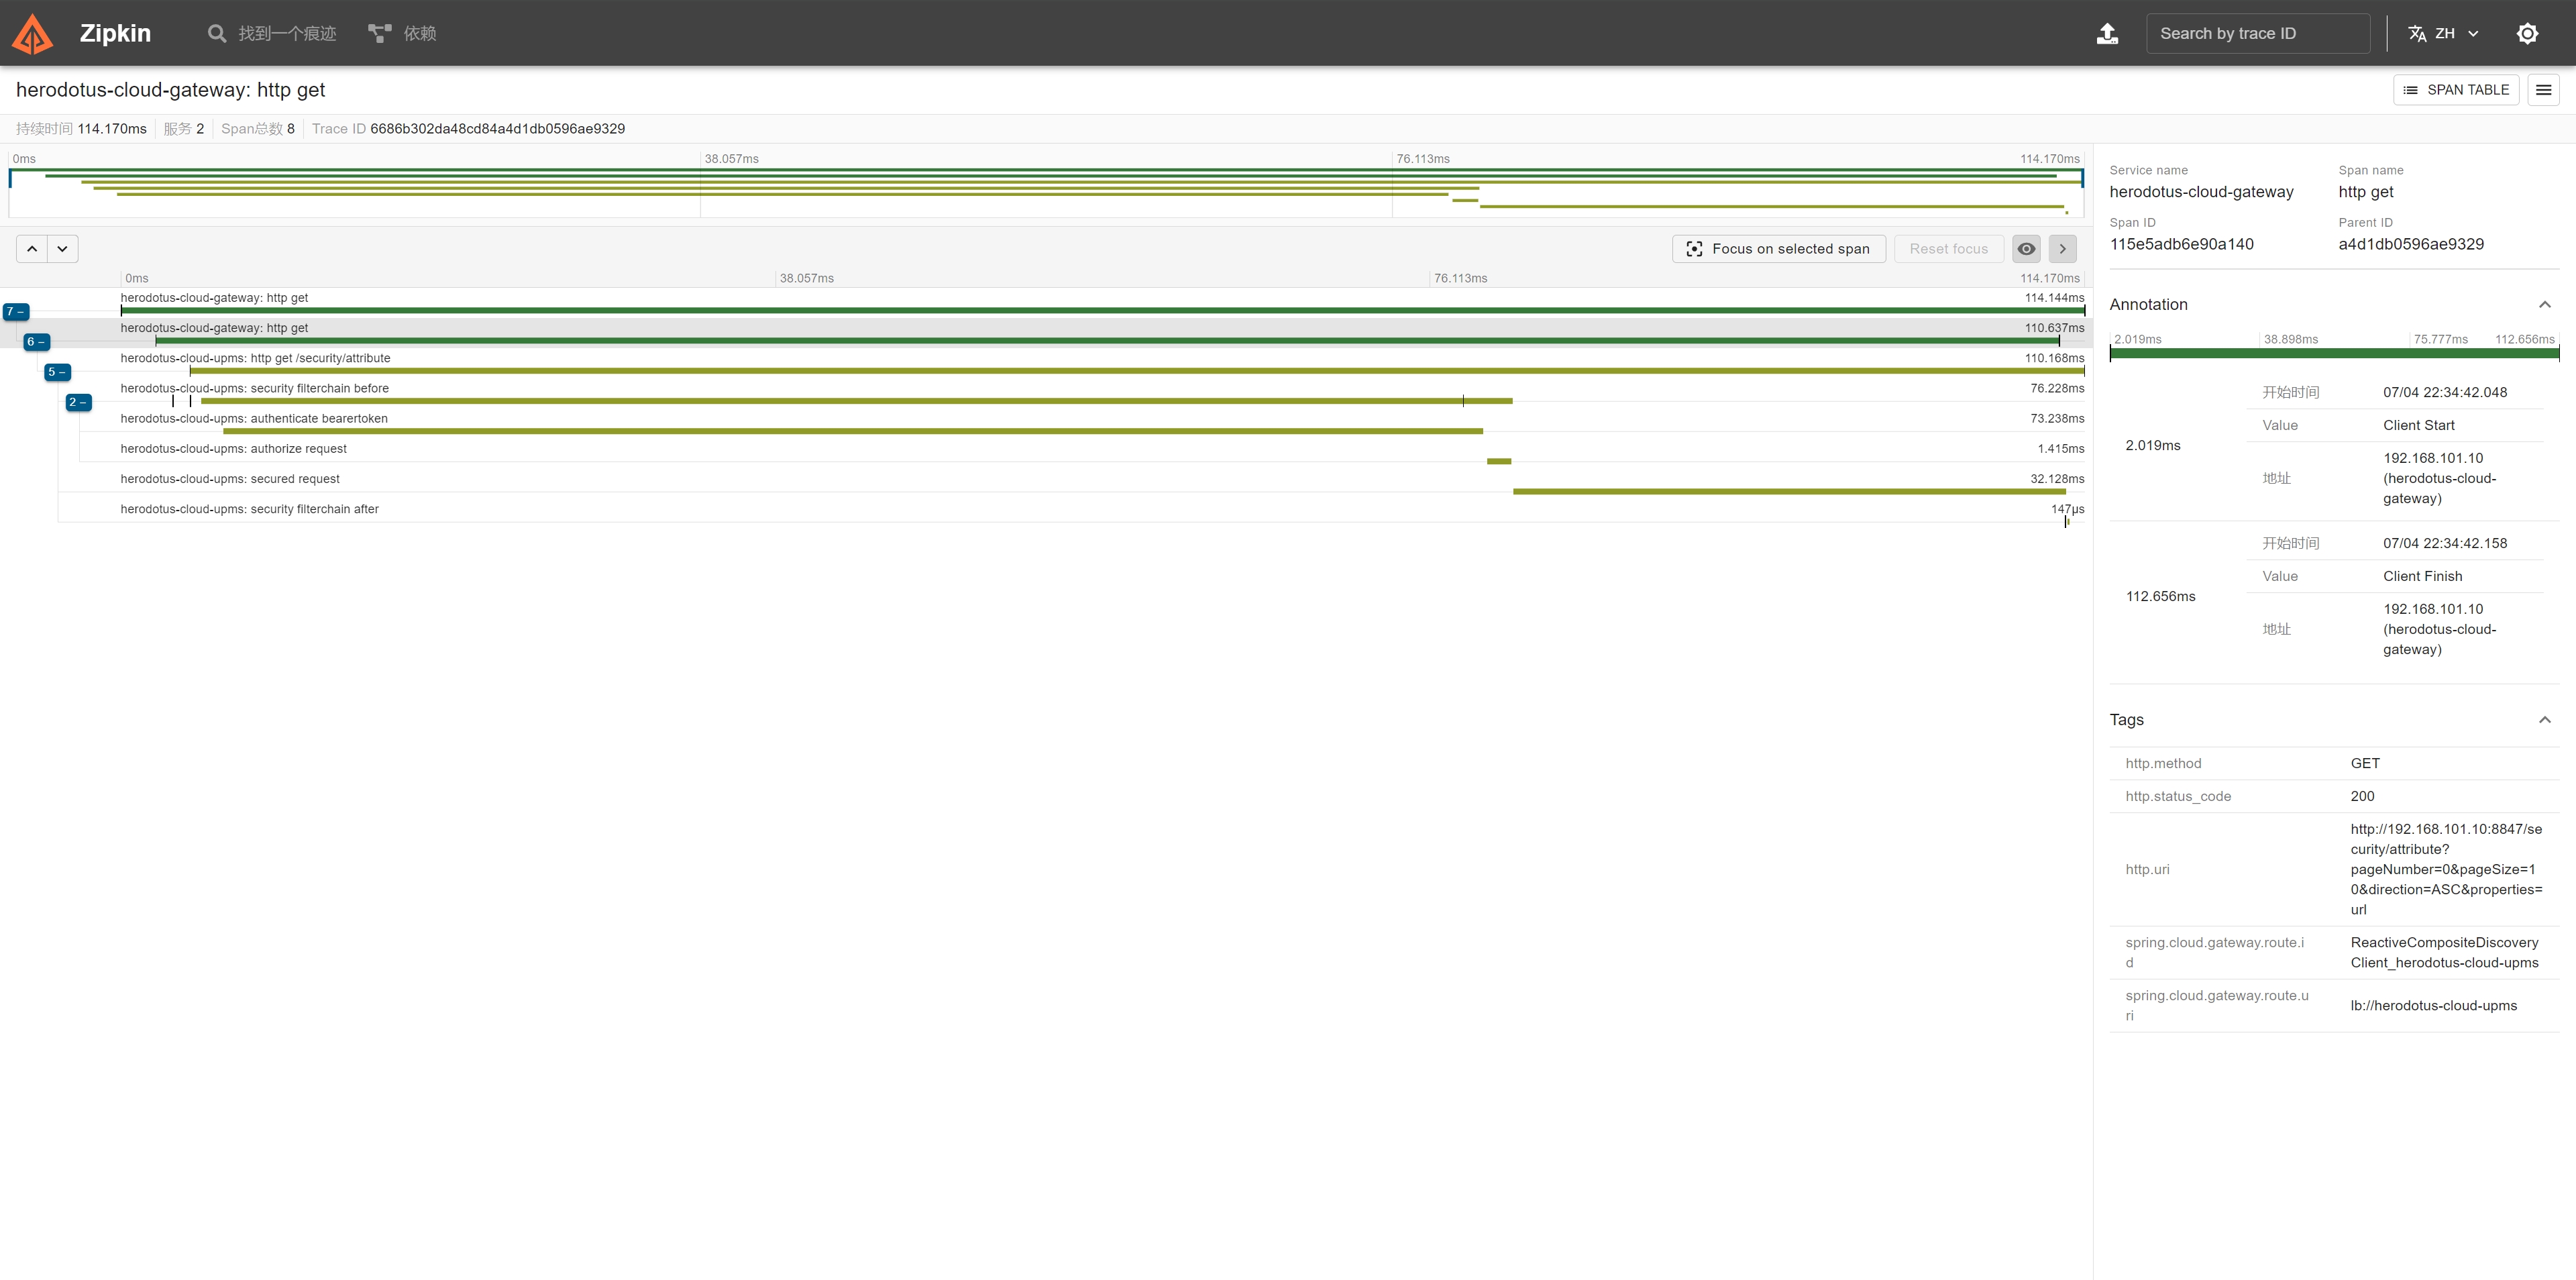 Zipkin
找到一个痕迹
依赖
Search by trace ID
ZH
herodotus-cloud-gateway: http get
SPAN TABLE
持续时间 114.170ms 服务 2 Span总数 8 Trace ID 6686b302da48cd84a4d1db0596ae9329
0ms 38.057ms 76.113ms 114.170ms
Focus on selected span
Reset focus
0ms 38.057ms 76.113ms 114.170ms
herodotus-cloud-gateway: http get 114.144ms
7 –
herodotus-cloud-gateway: http get 110.637ms
6 –
herodotus-cloud-upms: http get /security/attribute 110.168ms
5 –
herodotus-cloud-upms: security filterchain before 76.228ms
2 –
herodotus-cloud-upms: authenticate bearertoken 73.238ms
herodotus-cloud-upms: authorize request 1.415ms
herodotus-cloud-upms: secured request 32.128ms
herodotus-cloud-upms: security filterchain after 147μs
Service name Span name
herodotus-cloud-gateway http get
Span ID Parent ID
115e5adb6e90a140 a4d1db0596ae9329
Annotation
2.019ms 38.898ms 75.777ms 112.656ms
开始时间 07/04 22:34:42.048
Value Client Start
2.019ms
地址 192.168.101.10
(herodotus-cloud-
gateway)
开始时间 07/04 22:34:42.158
Value Client Finish
112.656ms
地址 192.168.101.10
(herodotus-cloud-
gateway)
Tags
http.method GET
http.status_code 200
http.uri http://192.168.101.10:8847/se
curity/attribute?
pageNumber=0&pageSize=1
0&direction=ASC&properties=
url
spring.cloud.gateway.route.i
d
ReactiveCompositeDiscovery
Client_herodotus-cloud-upms
spring.cloud.gateway.route.u
ri
lb://herodotus-cloud-upms